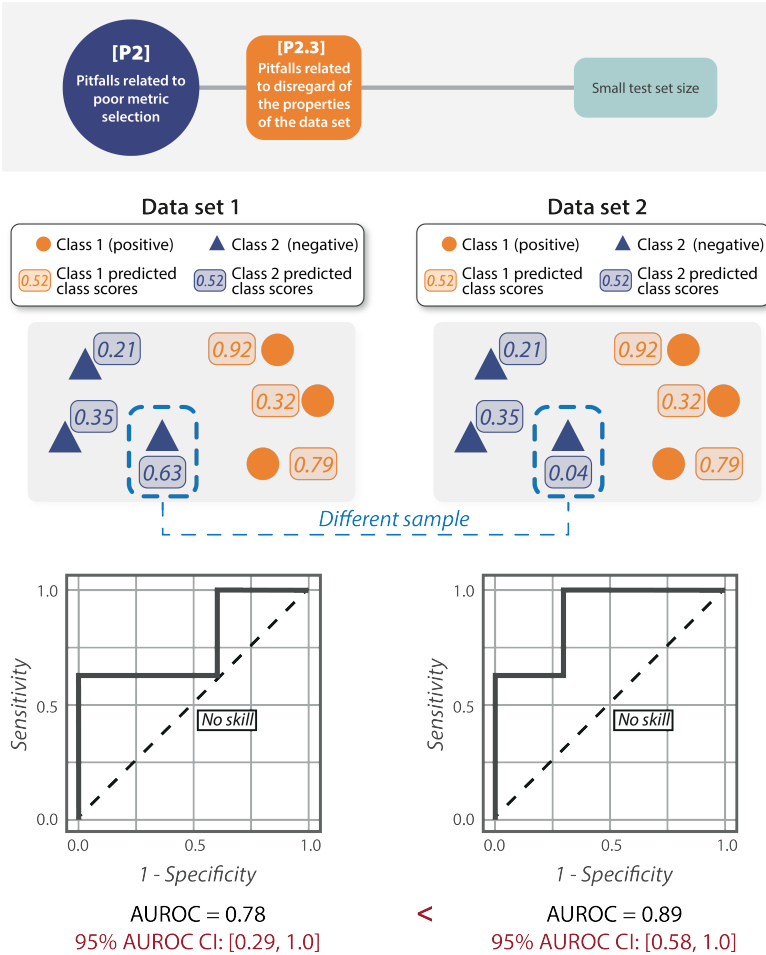 [P2]
Pitfalls related to
poor metric
selection
[P2.3]
Pitfalls related
to disregard of
the properties
of the data set
Small test set size
Data set 1
Class 1 (positive)
Class 2 (negative)
0.52
Class 1 predicted
class scores
0.52
Class 2 predicted
class scores
0.21
0.92
0.35
0.32
0.63
0.79
Data set 2
Class 1 (positive)
Class 2 (negative)
0.52
Class 1 predicted
class scores
0.52
Class 2 predicted
class scores
0.21
0.92
0.35
0.32
0.04
0.79
Different sample
Sensitivity
1.0
0.5
0.0
No skill
0.0
0.5
1.0
1 - Specificity
AUROC = 0.78
95% AUROC CI: [0.29, 1.0]
<
Sensitivity
1.0
0.5
0.0
No skill
0.0
0.5
1.0
1 - Specificity
AUROC = 0.89
95% AUROC CI: [0.58, 1.0]